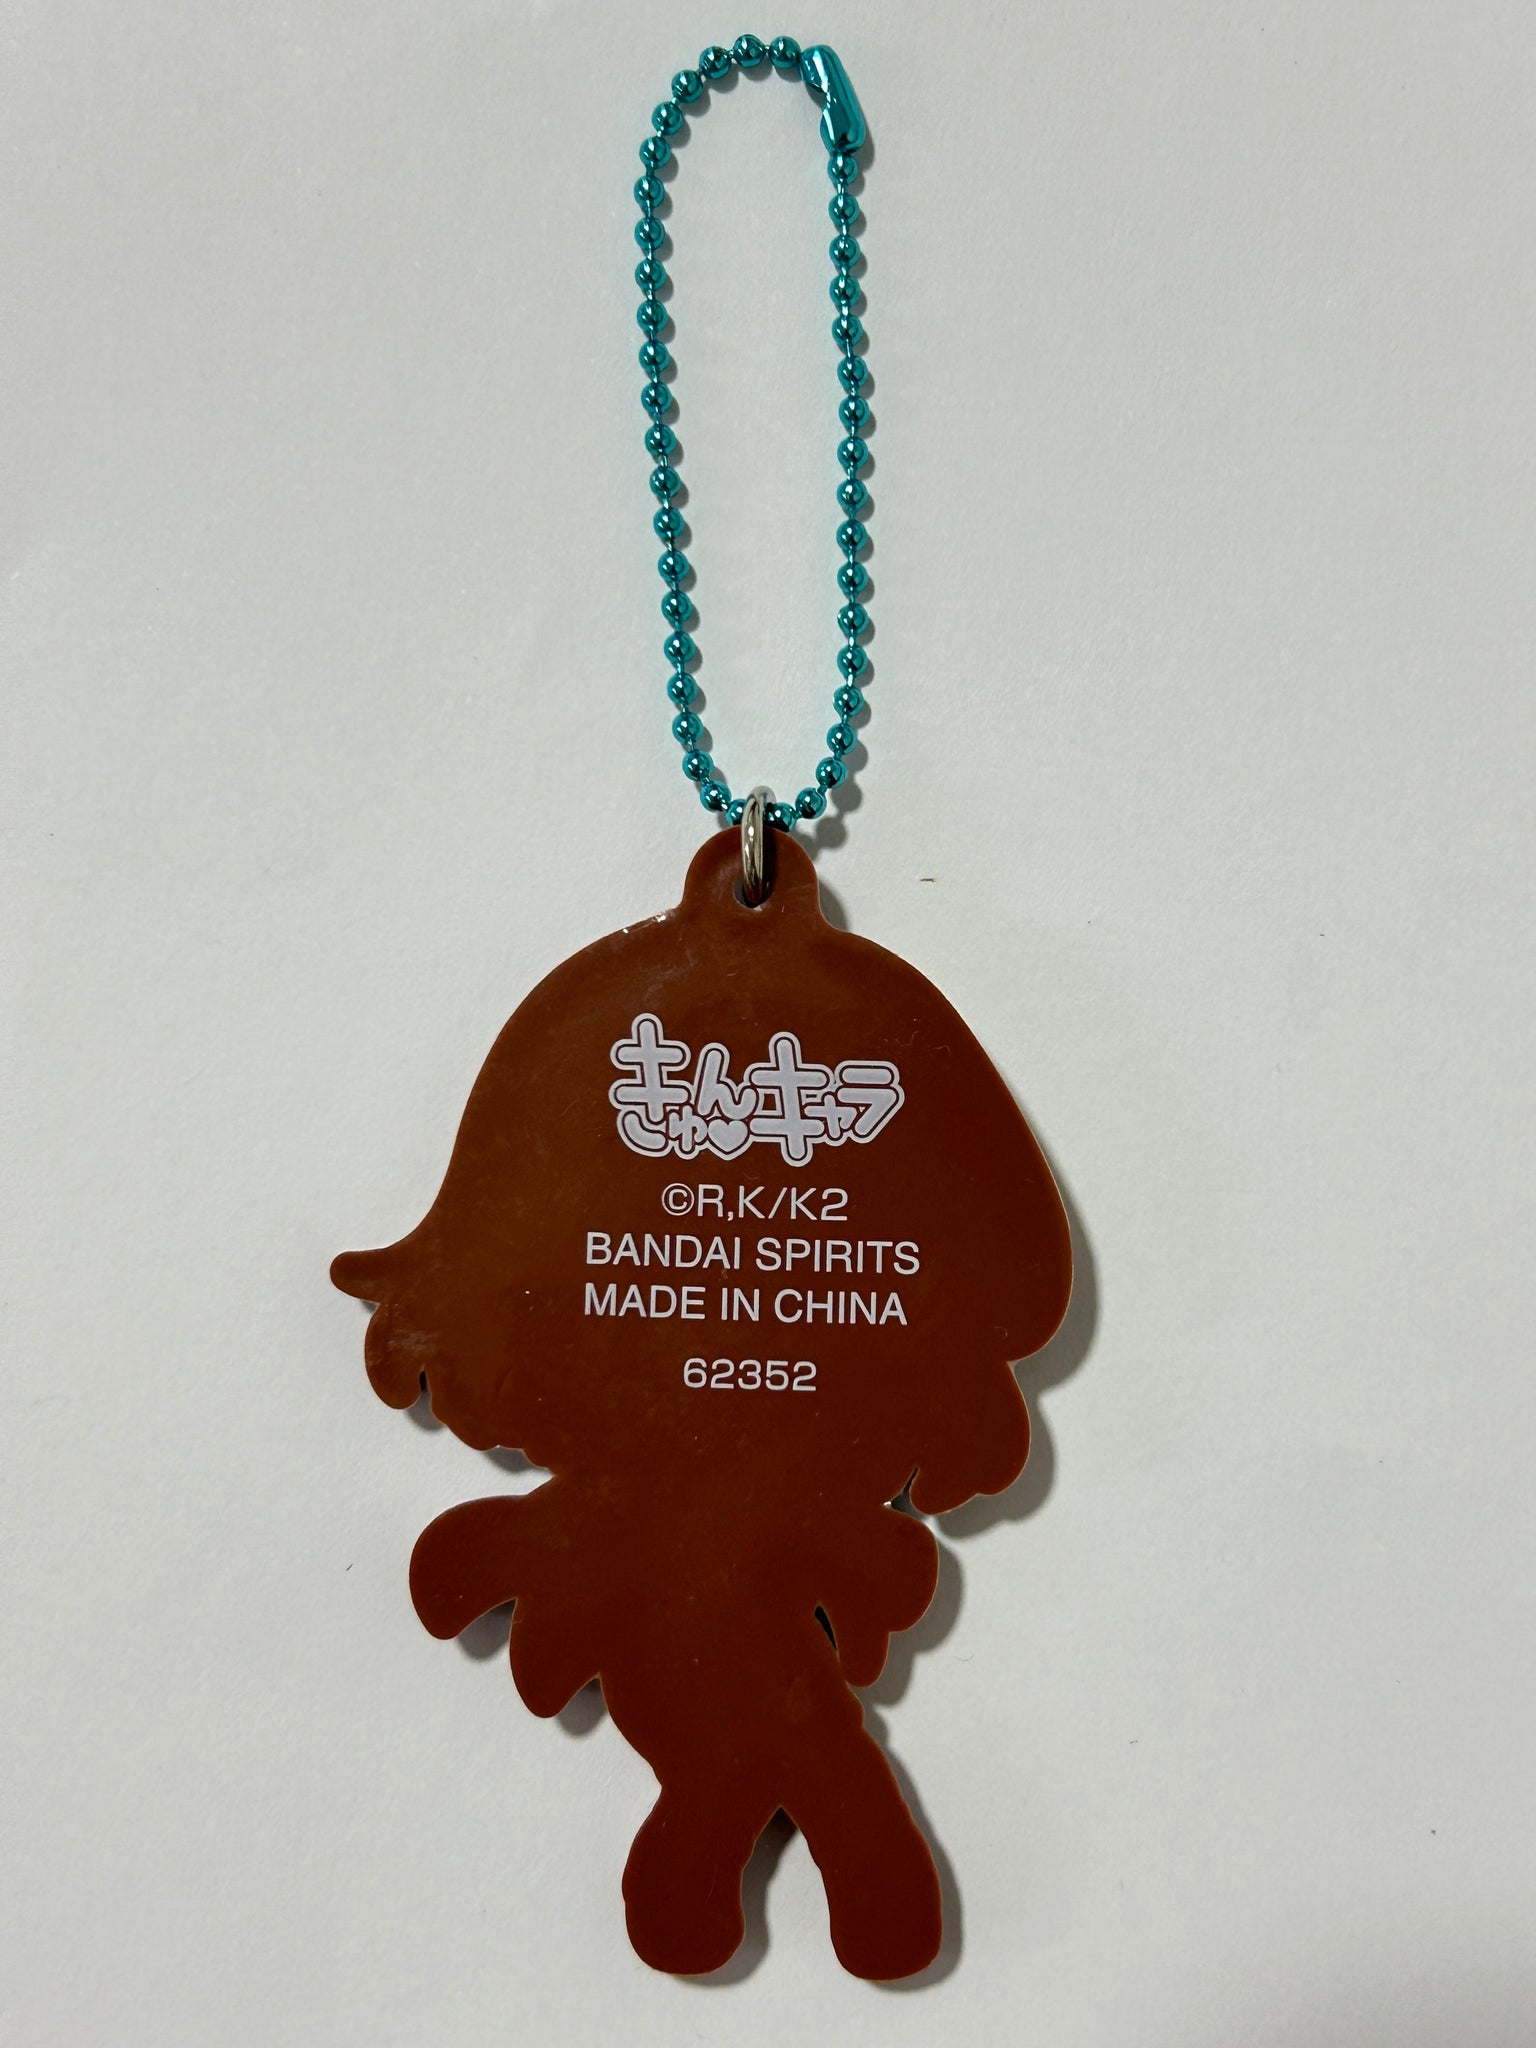 きゅんキャラ
©R,K/K2
BANDAI SPIRITS
MADE IN CHINA
62352